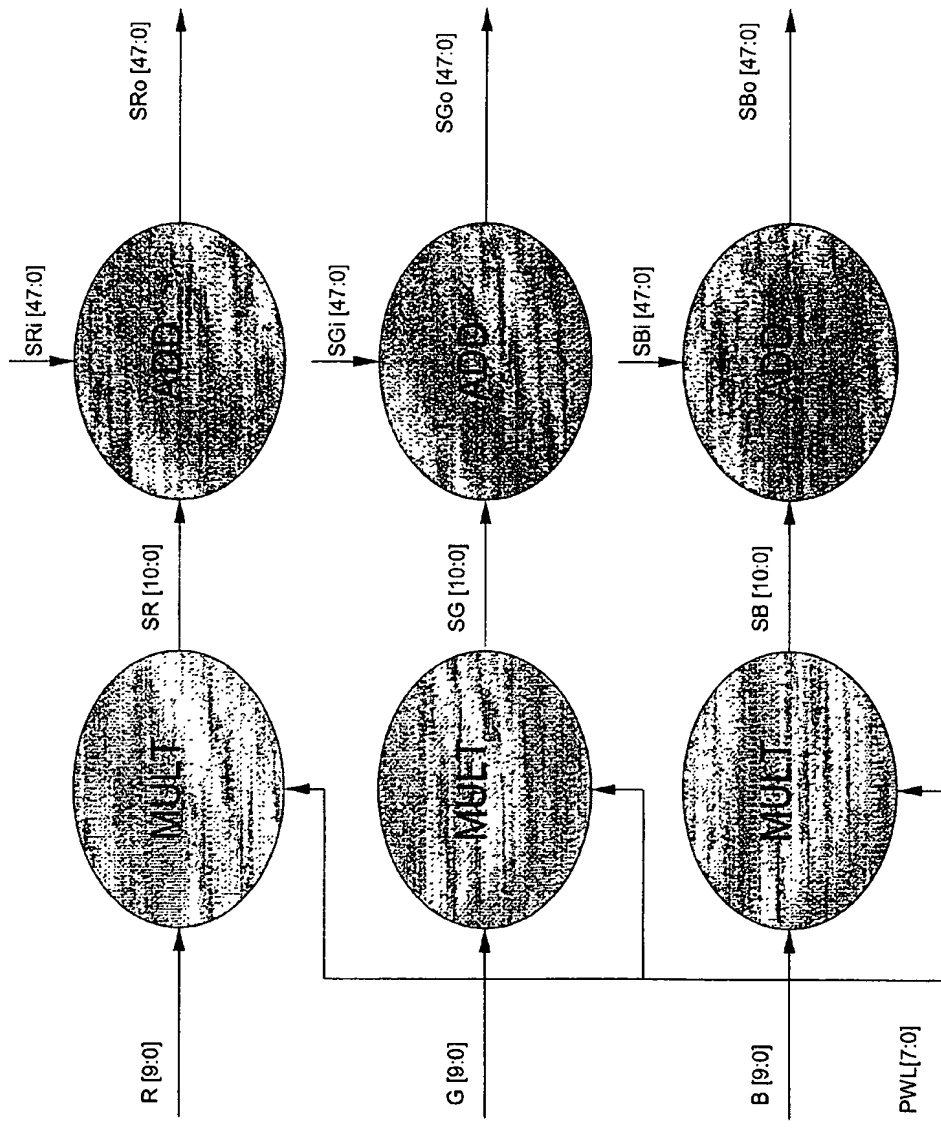 R [9:0]
MULT
SR [10:0]
ADD
SRi [47:0]
SRo [47:0]
G [9:0]
MULT
SG [10:0]
ADD
SGi [47:0]
SGo [47:0]
B [9:0]
MULT
SB [10:0]
ADD
SBi [47:0]
SBo [47:0]
PWL[7:0]